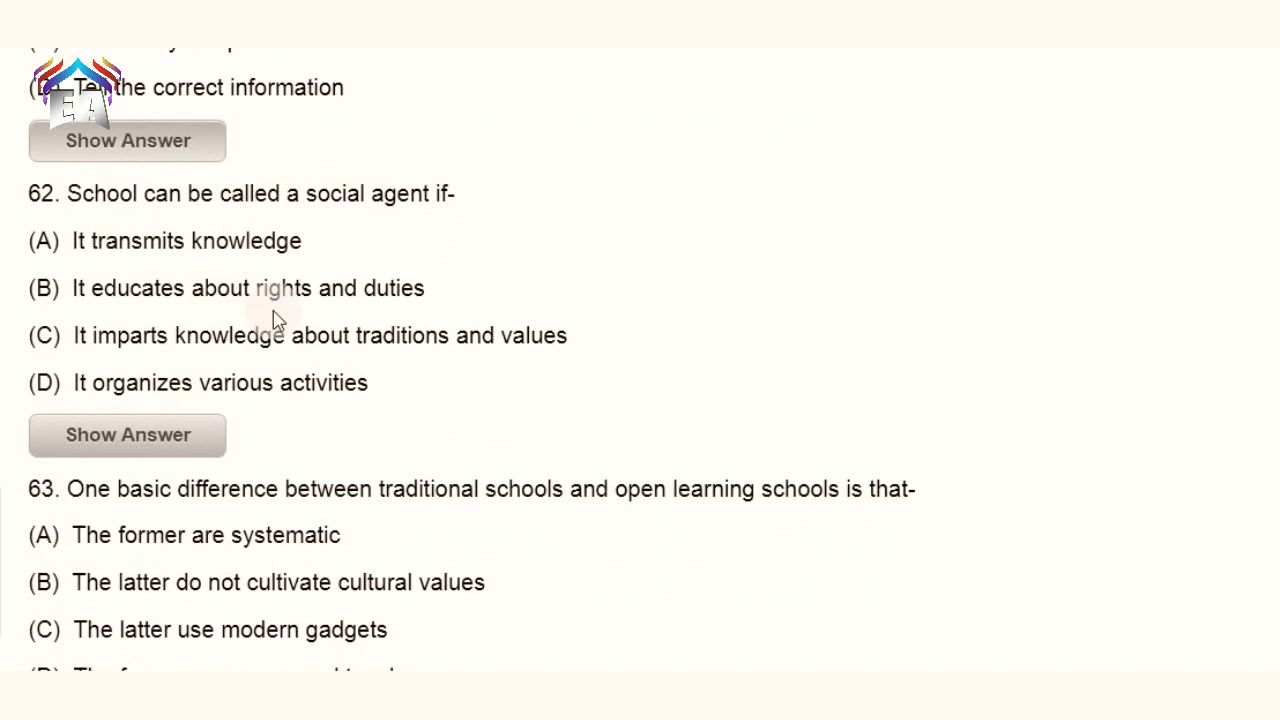 the correct information
EA
Show Answer
62. School can be called a social agent if-
(A) It transmits knowledge
(B) It educates about rights and duties
(C) It imparts knowledge about traditions and values
(D) It organizes various activities
Show Answer
63. One basic difference between traditional schools and open learning schools is that-
(A) The former are systematic
(B) The latter do not cultivate cultural values
(C) The latter use modern gadgets